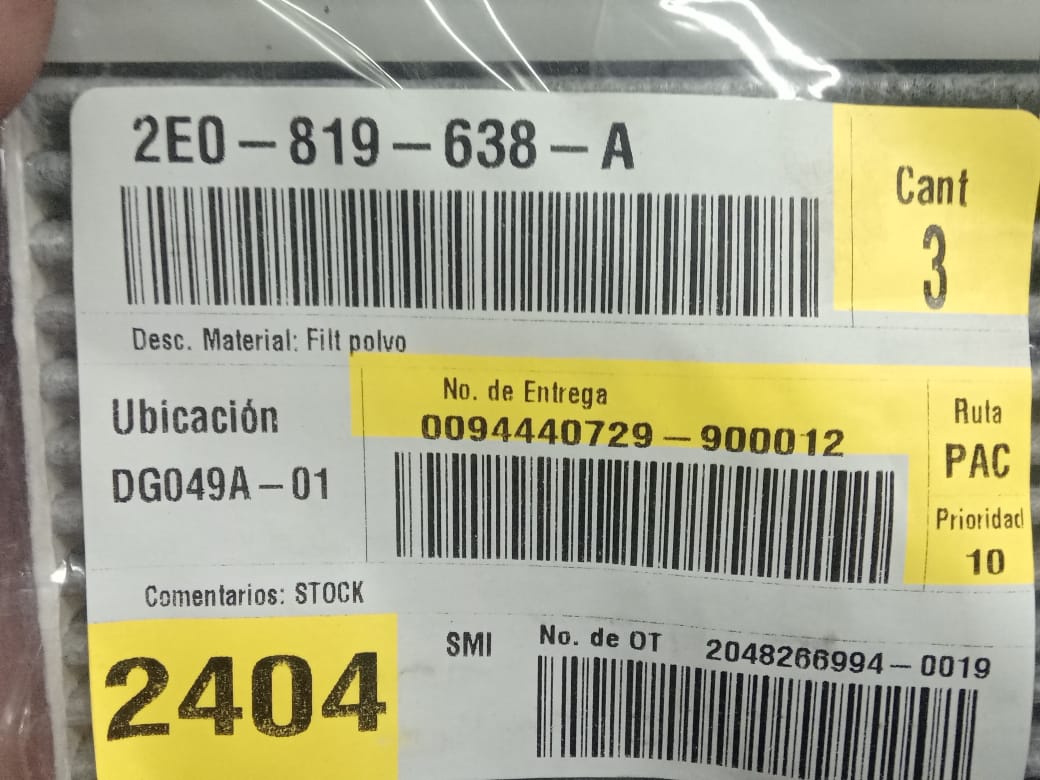 2E0-819-638-A
Cant
3
Desc. Material: Filt polvo
Ubicación
DG049A-01
No. de Entrega
0094440729-900012
Ruta
PAC
Prioridad
10
Comentarios: STOCK
2404
SMI
No. de OT 2048266994-0019